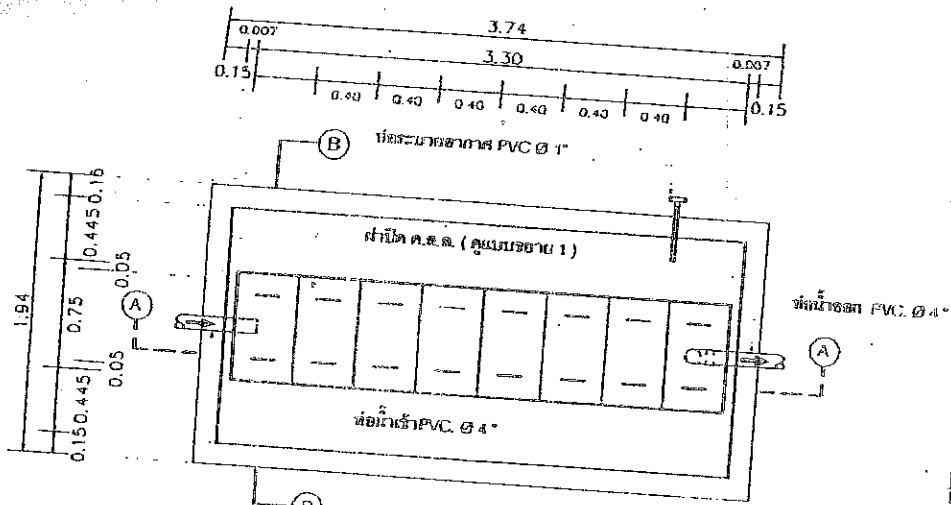 3.74
0.007
3.30
0.007
0.15
0.40 0.40 0.40 0.40 0.40 0.40
0.15
B
ท่อระบายอากาศ PVC Ø 1"
0.15
0.445
0.05
0.75
1.94
0.05
0.445
0.15
ฝาปิด ค.ส.ล. ( ดูแบบขยาย 1 )
A
ท่อน้ำออก PVC. Ø 4"
A
ท่อน้ำเข้า PVC. Ø 4"
B